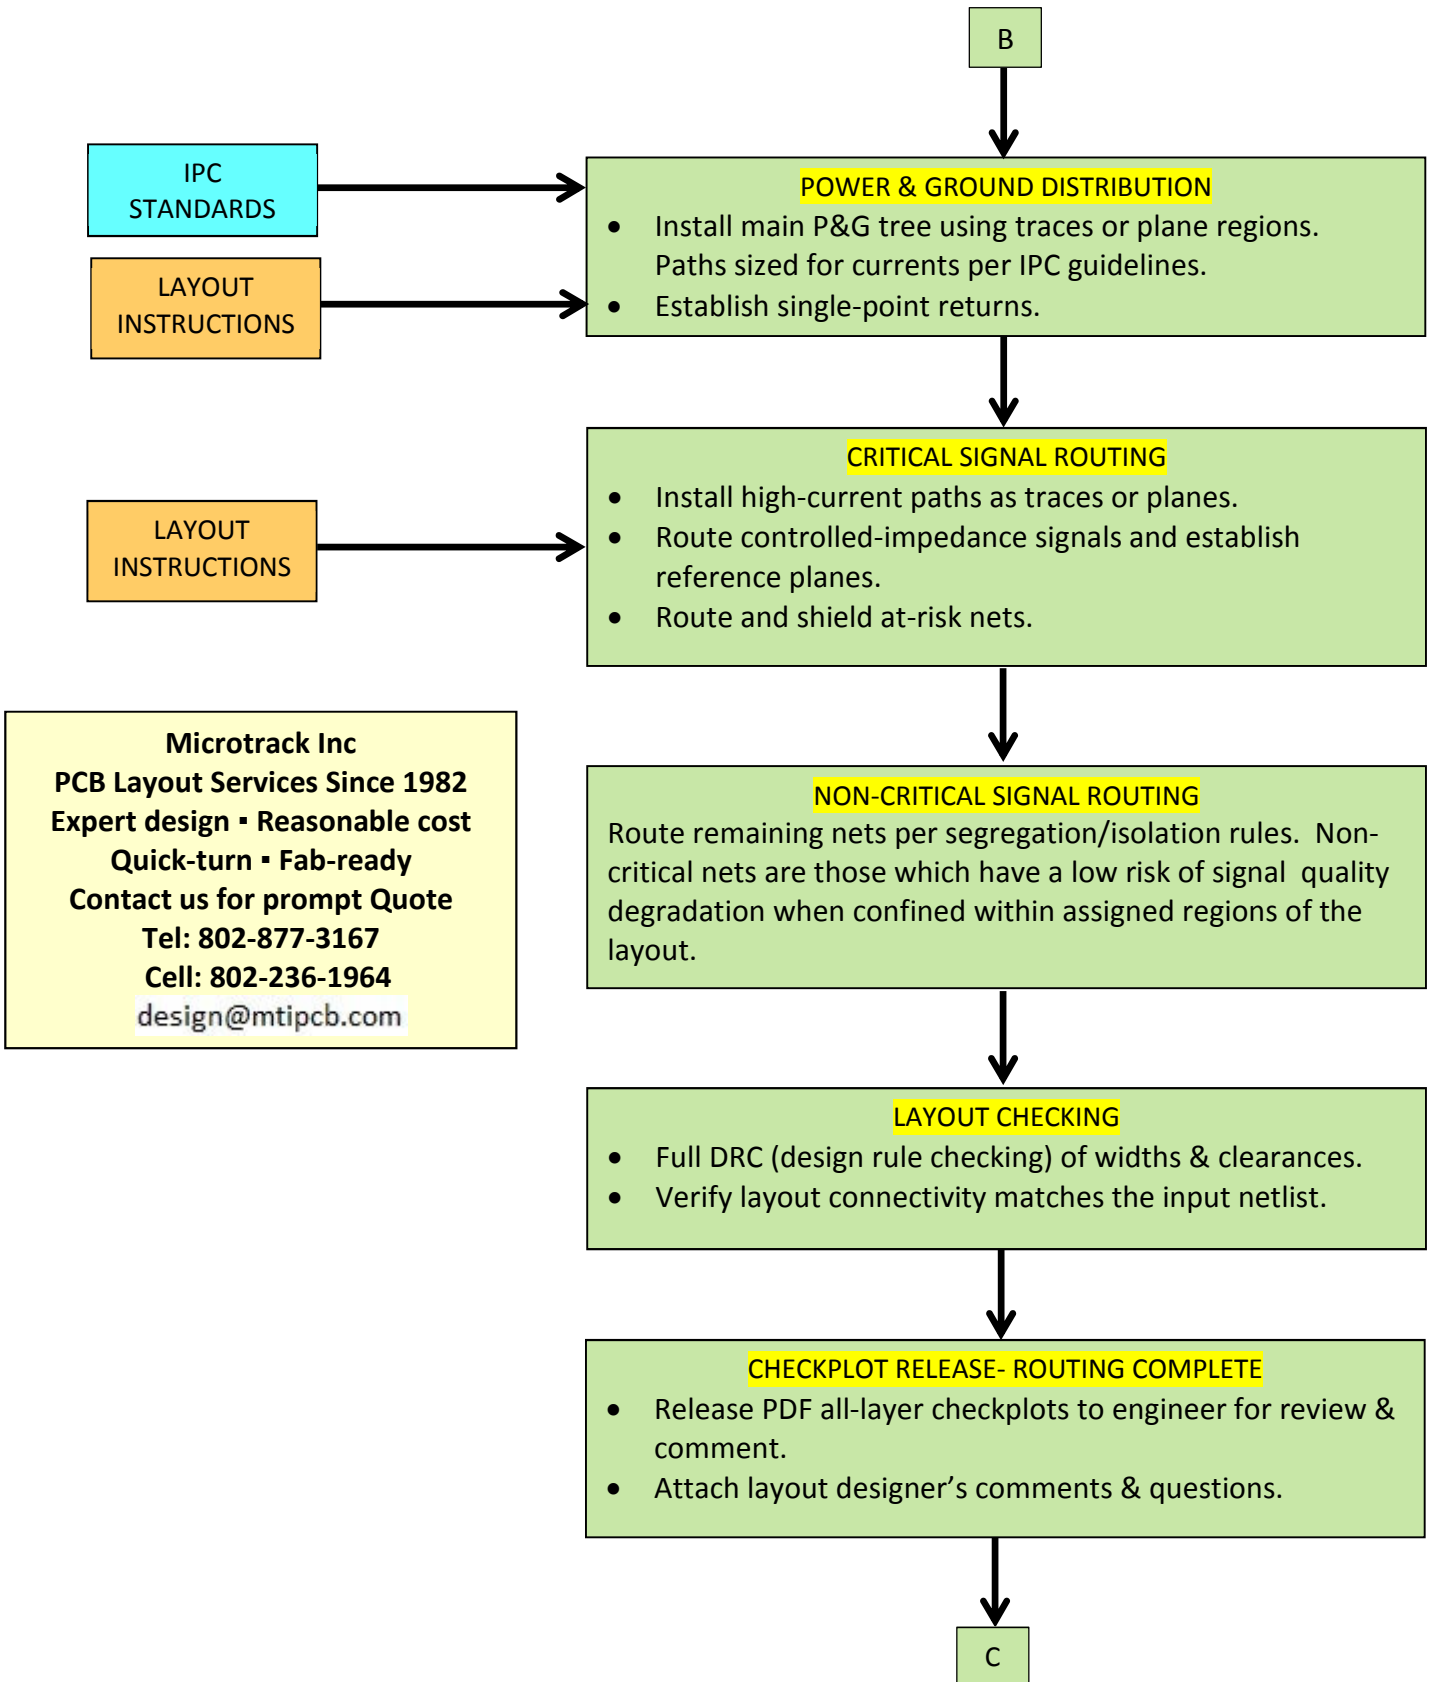 B
IPC
STANDARDS
LAYOUT
INSTRUCTIONS
POWER & GROUND DISTRIBUTION
• Install main P&G tree using traces or plane regions.
Paths sized for currents per IPC guidelines.
• Establish single-point returns.
LAYOUT
INSTRUCTIONS
CRITICAL SIGNAL ROUTING
• Install high-current paths as traces or planes.
• Route controlled-impedance signals and establish
reference planes.
• Route and shield at-risk nets.
Microtrack Inc
PCB Layout Services Since 1982
Expert design ▪ Reasonable cost
Quick-turn ▪ Fab-ready
Contact us for prompt Quote
Tel: 802-877-3167
Cell: 802-236-1964
design@mtipcb.com
NON-CRITICAL SIGNAL ROUTING
Route remaining nets per segregation/isolation rules.  Non-
critical nets are those which have a low risk of signal  quality
degradation when confined within assigned regions of the
layout.
LAYOUT CHECKING
• Full DRC (design rule checking) of widths & clearances.
• Verify layout connectivity matches the input netlist.
CHECKPLOT RELEASE- ROUTING COMPLETE
• Release PDF all-layer checkplots to engineer for review &
comment.
• Attach layout designer’s comments & questions.
C